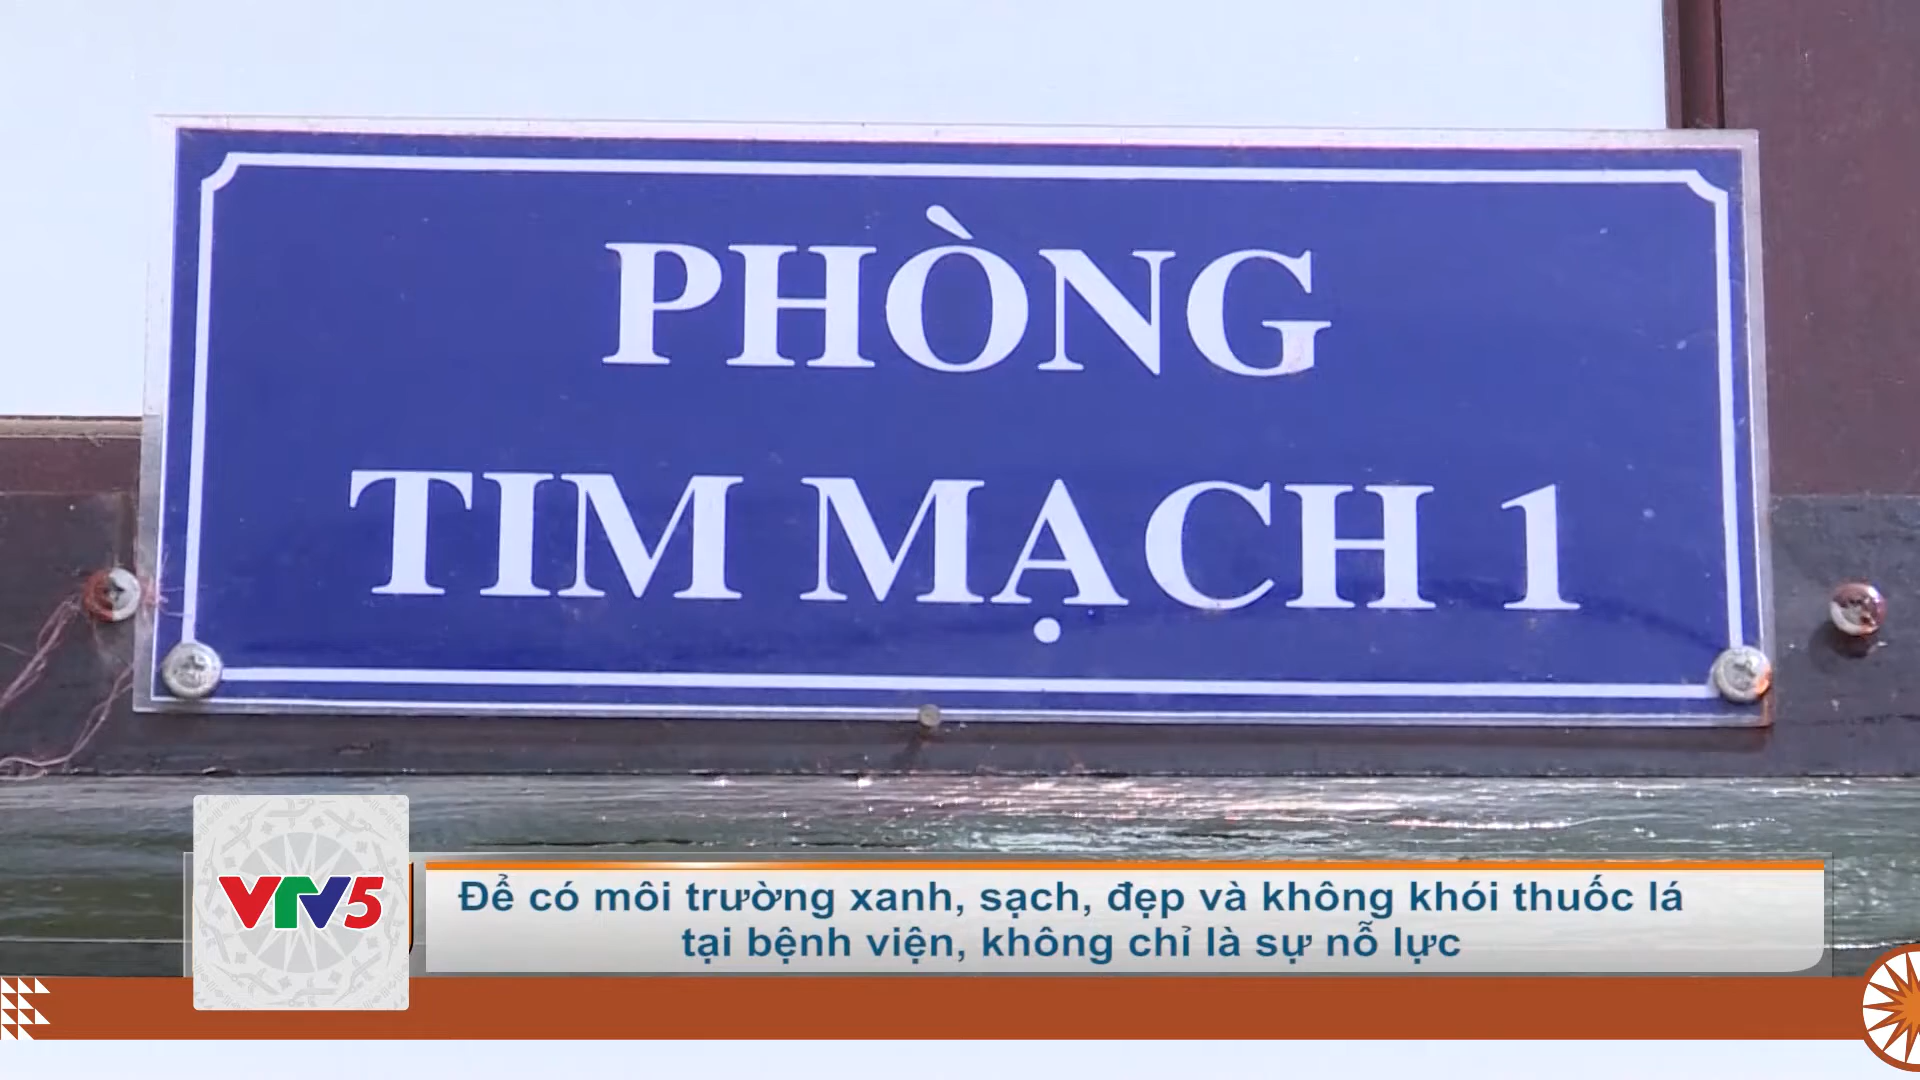 PHÒNG
TIM MẠCH 1
VTV5
Để có môi trường xanh, sạch, đẹp và không khói thuốc lá
tại bệnh viện, không chỉ là sự nỗ lực